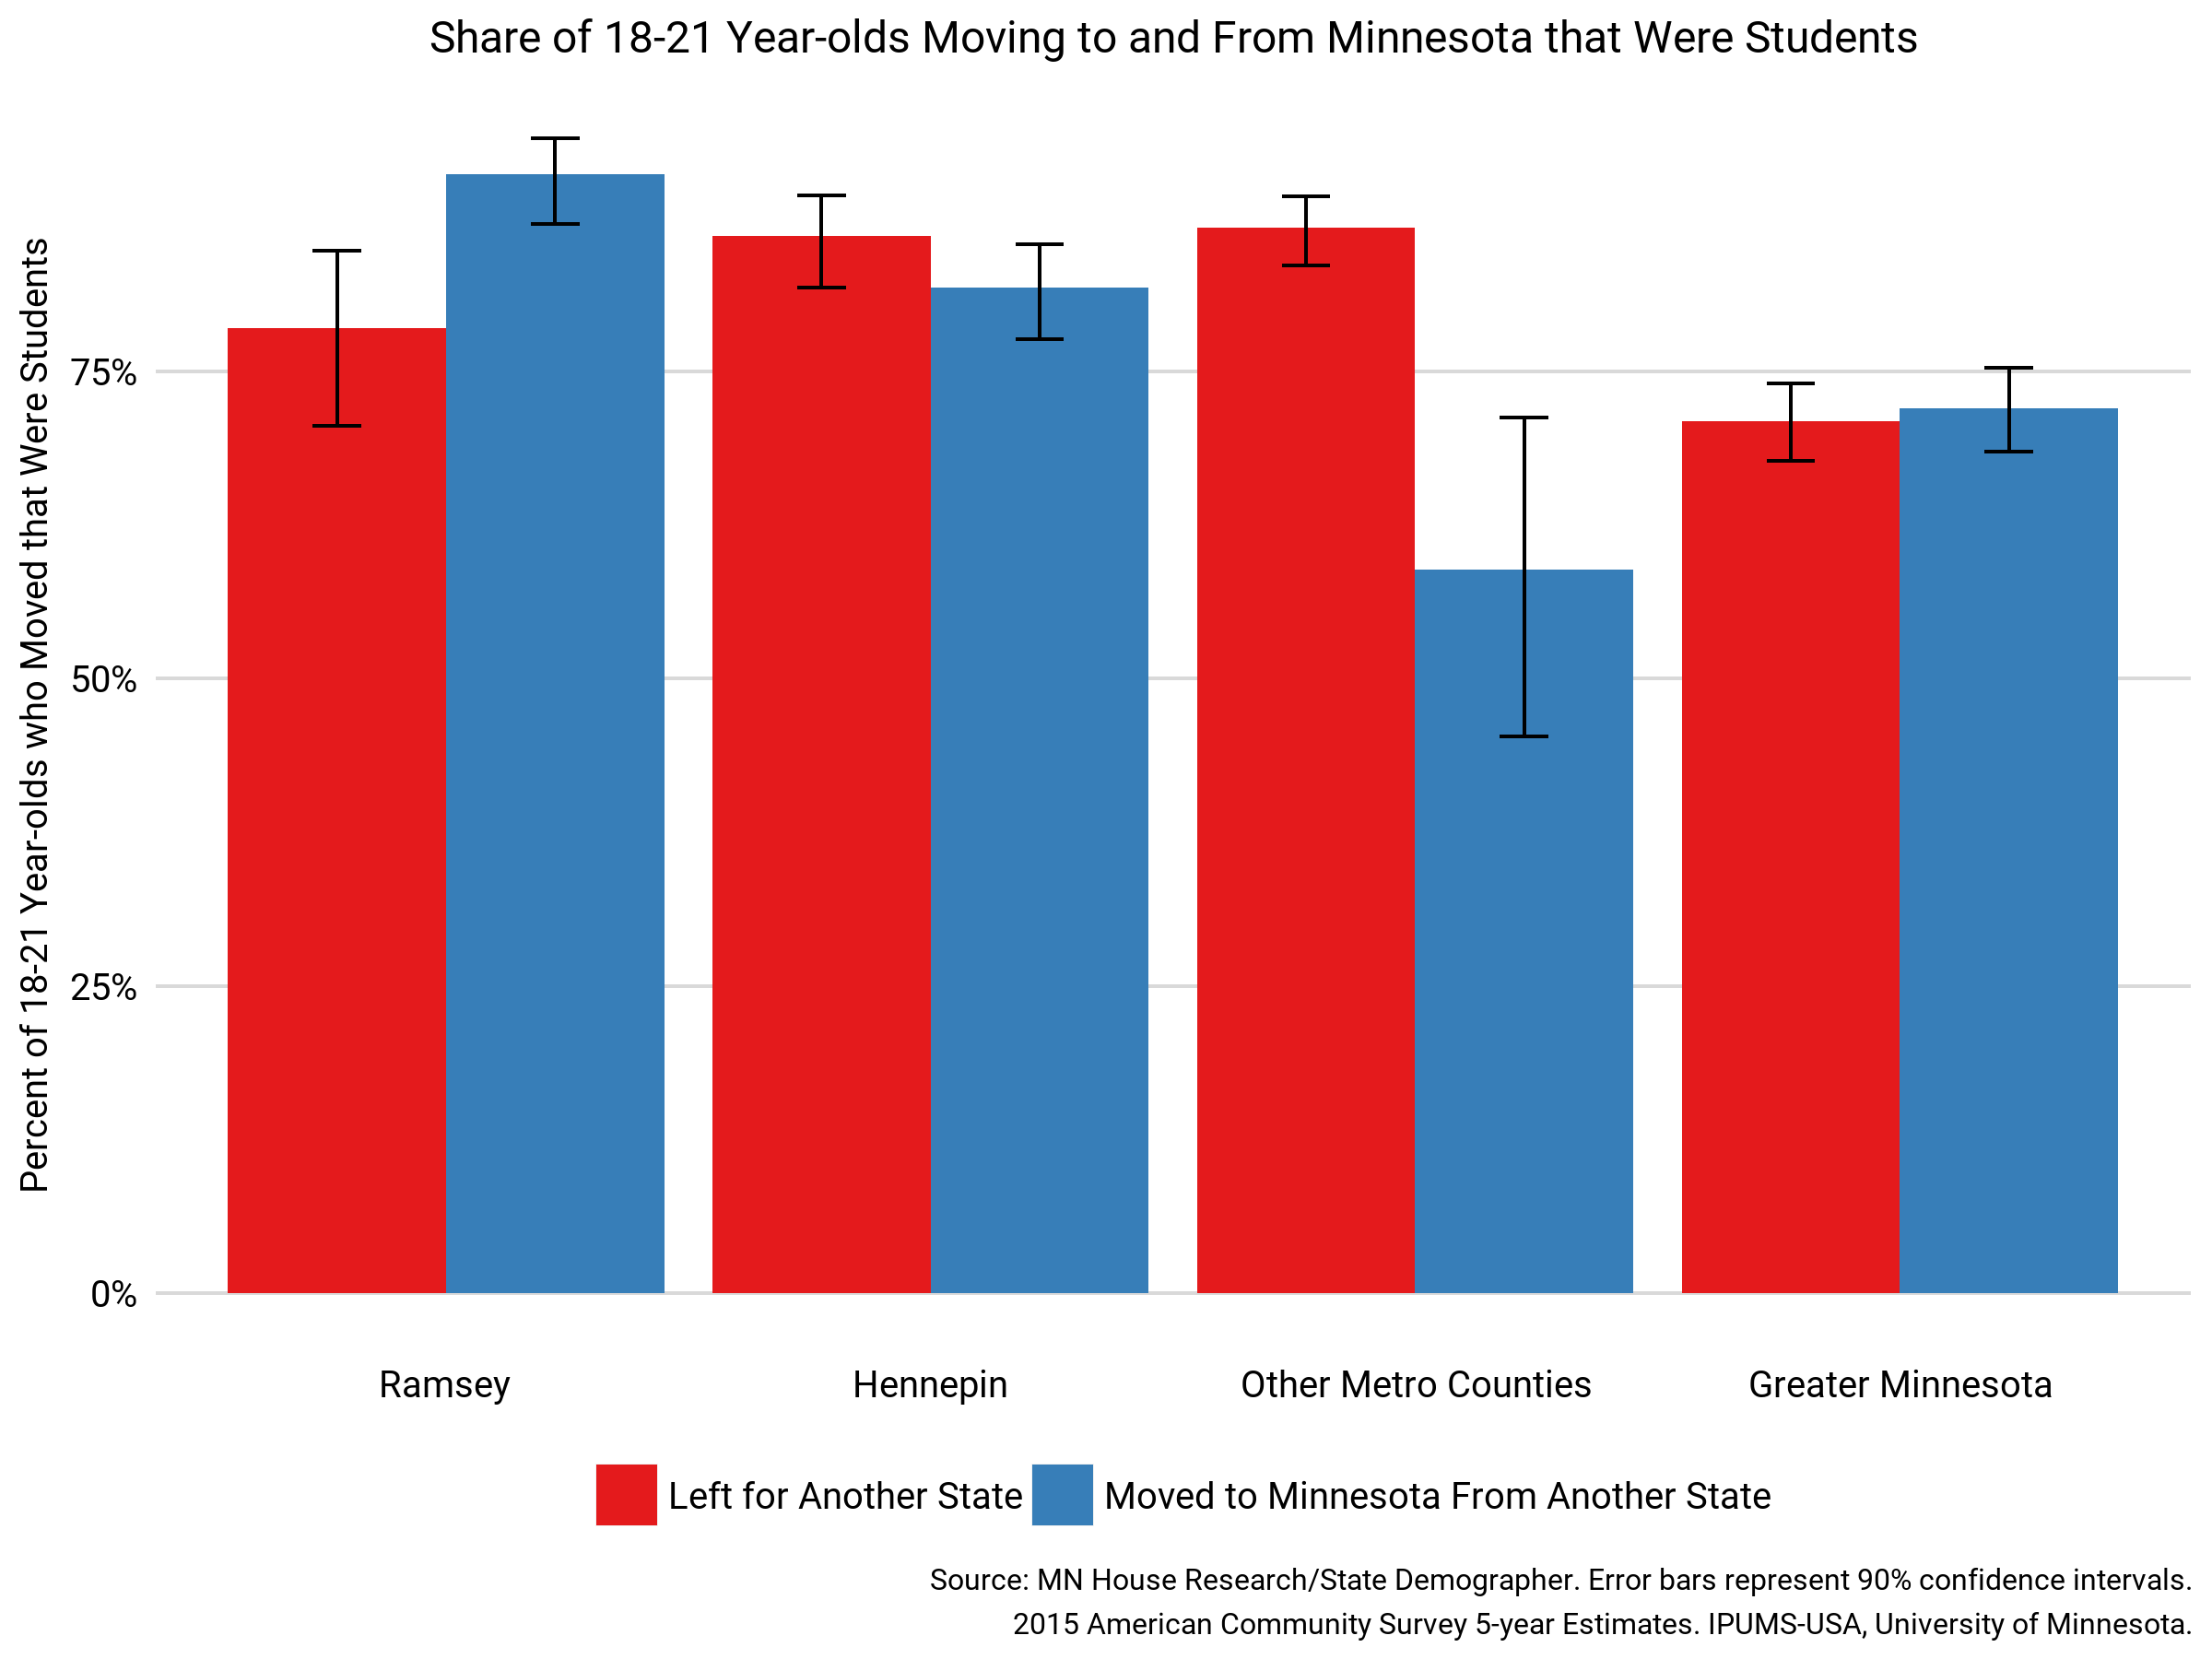 Share of 18-21 Year-olds Moving to and From Minnesota that Were Students
Percent of 18-21 Year-olds who Moved that Were Students
75%
50%
25%
0%
Ramsey
Hennepin
Other Metro Counties
Greater Minnesota
Left for Another State
Moved to Minnesota From Another State
Source: MN House Research/State Demographer. Error bars represent 90% confidence intervals.
2015 American Community Survey 5-year Estimates. IPUMS-USA, University of Minnesota.